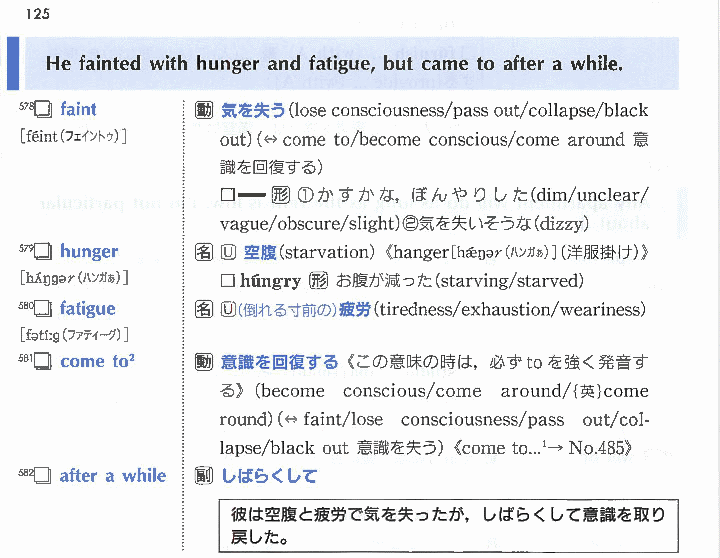 125
He fainted with hunger and fatigue, but came to after a while.
578 faint
[féint(フェイントゥ)]
動 気を失う(lose consciousness/pass out/collapse/black
out)(⇔ come to/become conscious/come around 意
識を回復する)
□━ 形 ①かすかな, ぼんやりした(dim/unclear/
vague/obscure/slight)②気を失いそうな(dizzy)
579 hunger
[hʌ́ŋgər(ハンガぁ)]
名 U 空腹(starvation)《hanger[hǽŋər(ハンガぁ)](洋服掛け)》
□ húngry 形 お腹が減った(starving/starved)
580 fatigue
[fətíːg(ファティーグ)]
名 U (倒れる寸前の)疲労(tiredness/exhaustion/weariness)
581 come to²
動 意識を回復する《この意味の時は, 必ず to を強く発音す
る》(become conscious/come around/{英}come
round)(⇔ faint/lose consciousness/pass out/col-
lapse/black out 意識を失う)《come to...¹→ No.485》
582 after a while
副 しばらくして
彼は空腹と疲労で気を失ったが, しばらくして意識を取り
戻した。